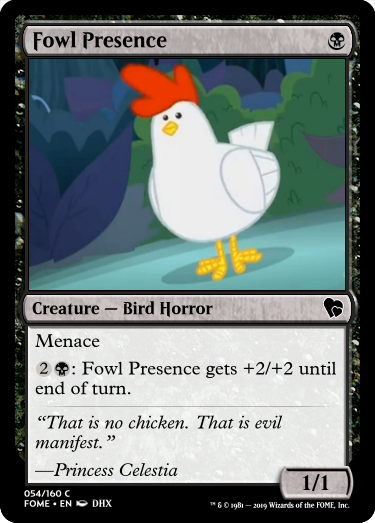 Fowl Presence
Creature — Bird Horror
Menace
2 : Fowl Presence gets +2/+2 until
end of turn.
“That is no chicken. That is evil
manifest.”
—Princess Celestia
1/1
054/160 C
FOME • EN DHX
™ & © 1981 – 2019 Wizards of the FOME, Inc.